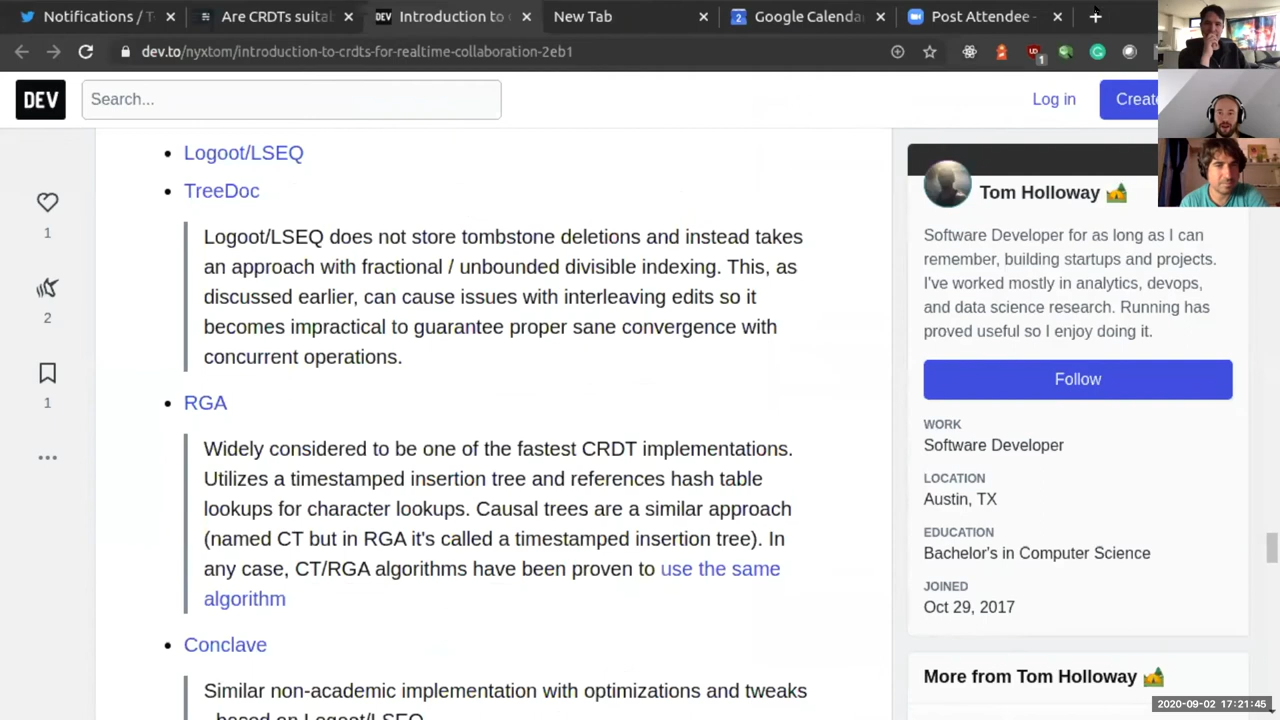 Notifications / T
Are CRDTs suita
DEV
Introduction to
New Tab
2
Google Calenda
Post Attendee -
dev.to/nyxtom/introduction-to-crdts-for-realtime-collaboration-2eb1
1
DEV
Search...
Log in
Create
Logoot/LSEQ
TreeDoc
Logoot/LSEQ does not store tombstone deletions and instead takes
an approach with fractional / unbounded divisible indexing. This, as
discussed earlier, can cause issues with interleaving edits so it
becomes impractical to guarantee proper sane convergence with
concurrent operations.
RGA
Widely considered to be one of the fastest CRDT implementations.
Utilizes a timestamped insertion tree and references hash table
lookups for character lookups. Causal trees are a similar approach
(named CT but in RGA it's called a timestamped insertion tree). In
any case, CT/RGA algorithms have been proven to use the same
algorithm
Conclave
Similar non-academic implementation with optimizations and tweaks
based on Logoot/LSEQ
1
2
1
Tom Holloway
Software Developer for as long as I can
remember, building startups and projects.
I've worked mostly in analytics, devops,
and data science research. Running has
proved useful so I enjoy doing it.
Follow
WORK
Software Developer
LOCATION
Austin, TX
EDUCATION
Bachelor's in Computer Science
JOINED
Oct 29, 2017
More from Tom Holloway
2020-09-02 17:21:45